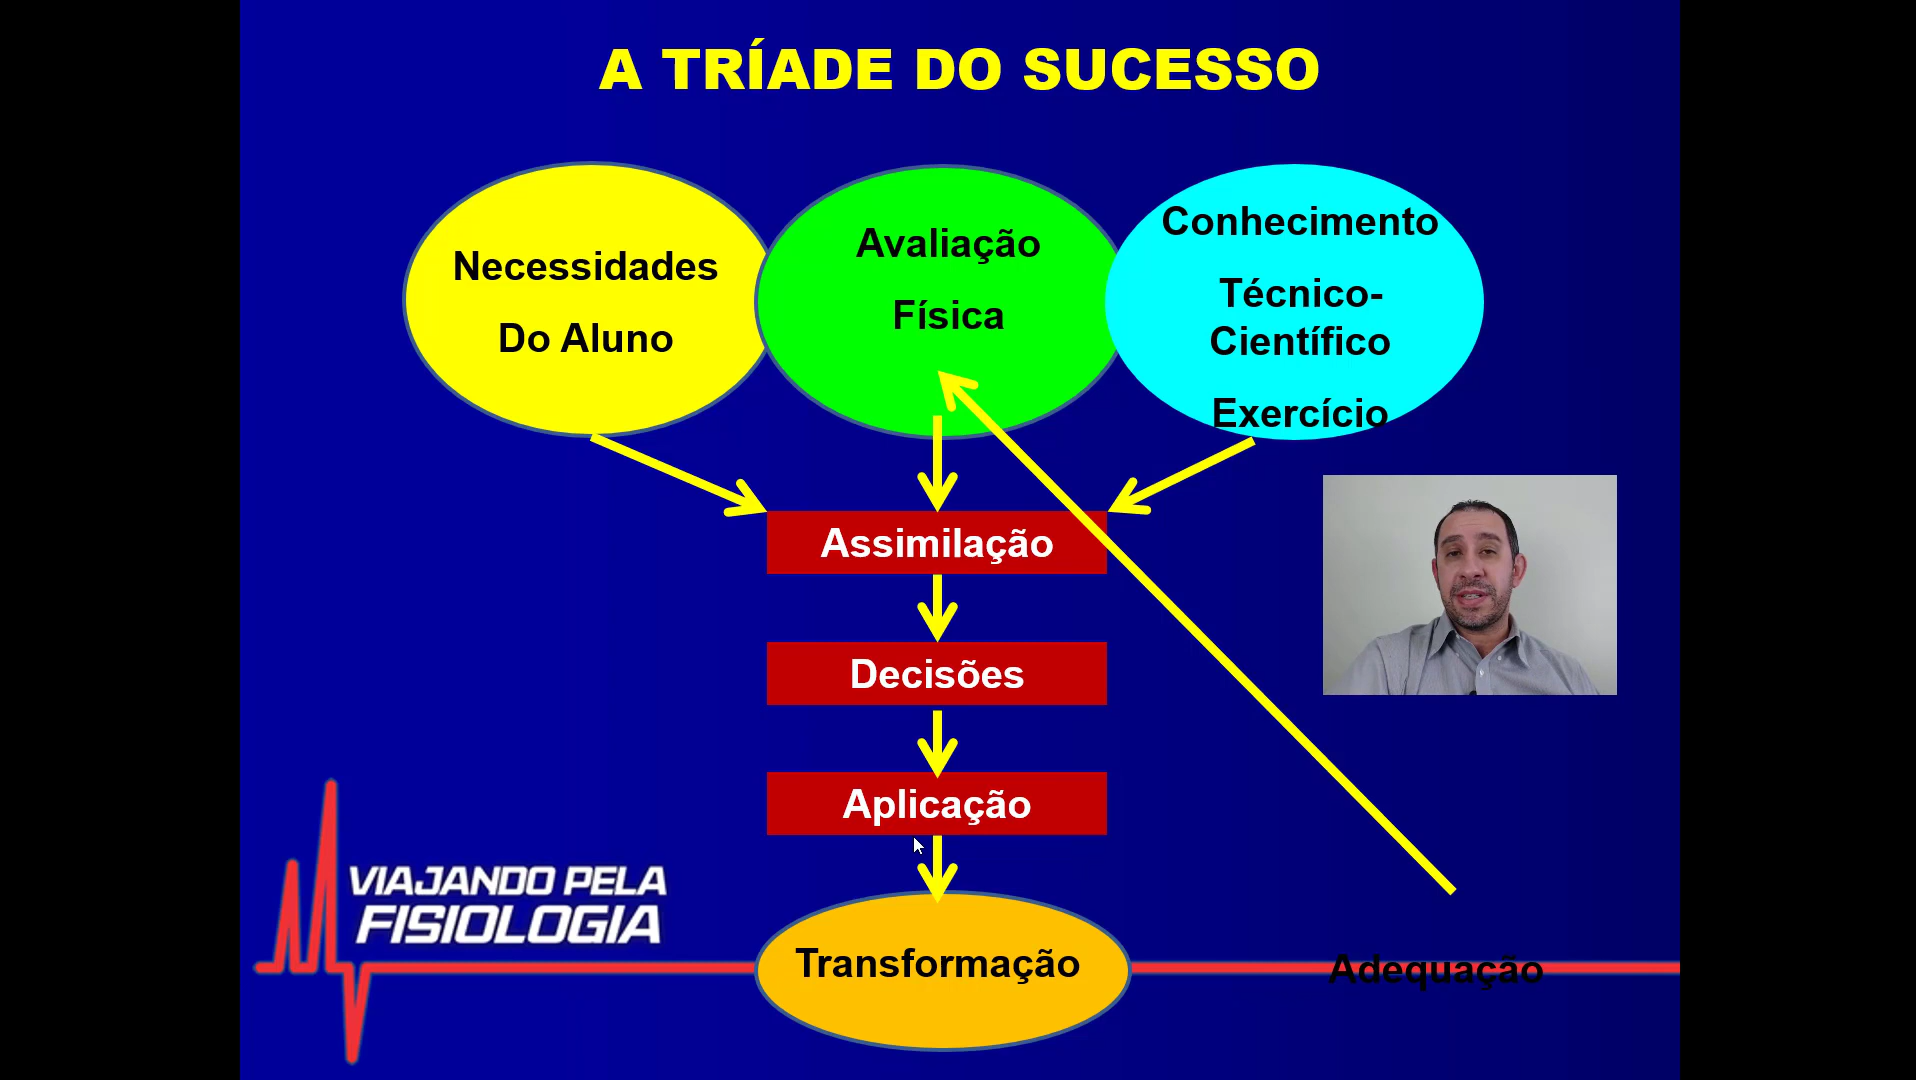 A TRÍADE DO SUCESSO
Necessidades
Do Aluno
Avaliação
Física
Conhecimento
Técnico-
Científico
Exercício
Assimilação
Decisões
Aplicação
VIAJANDO PELA
FISIOLOGIA
Transformação
Adequação